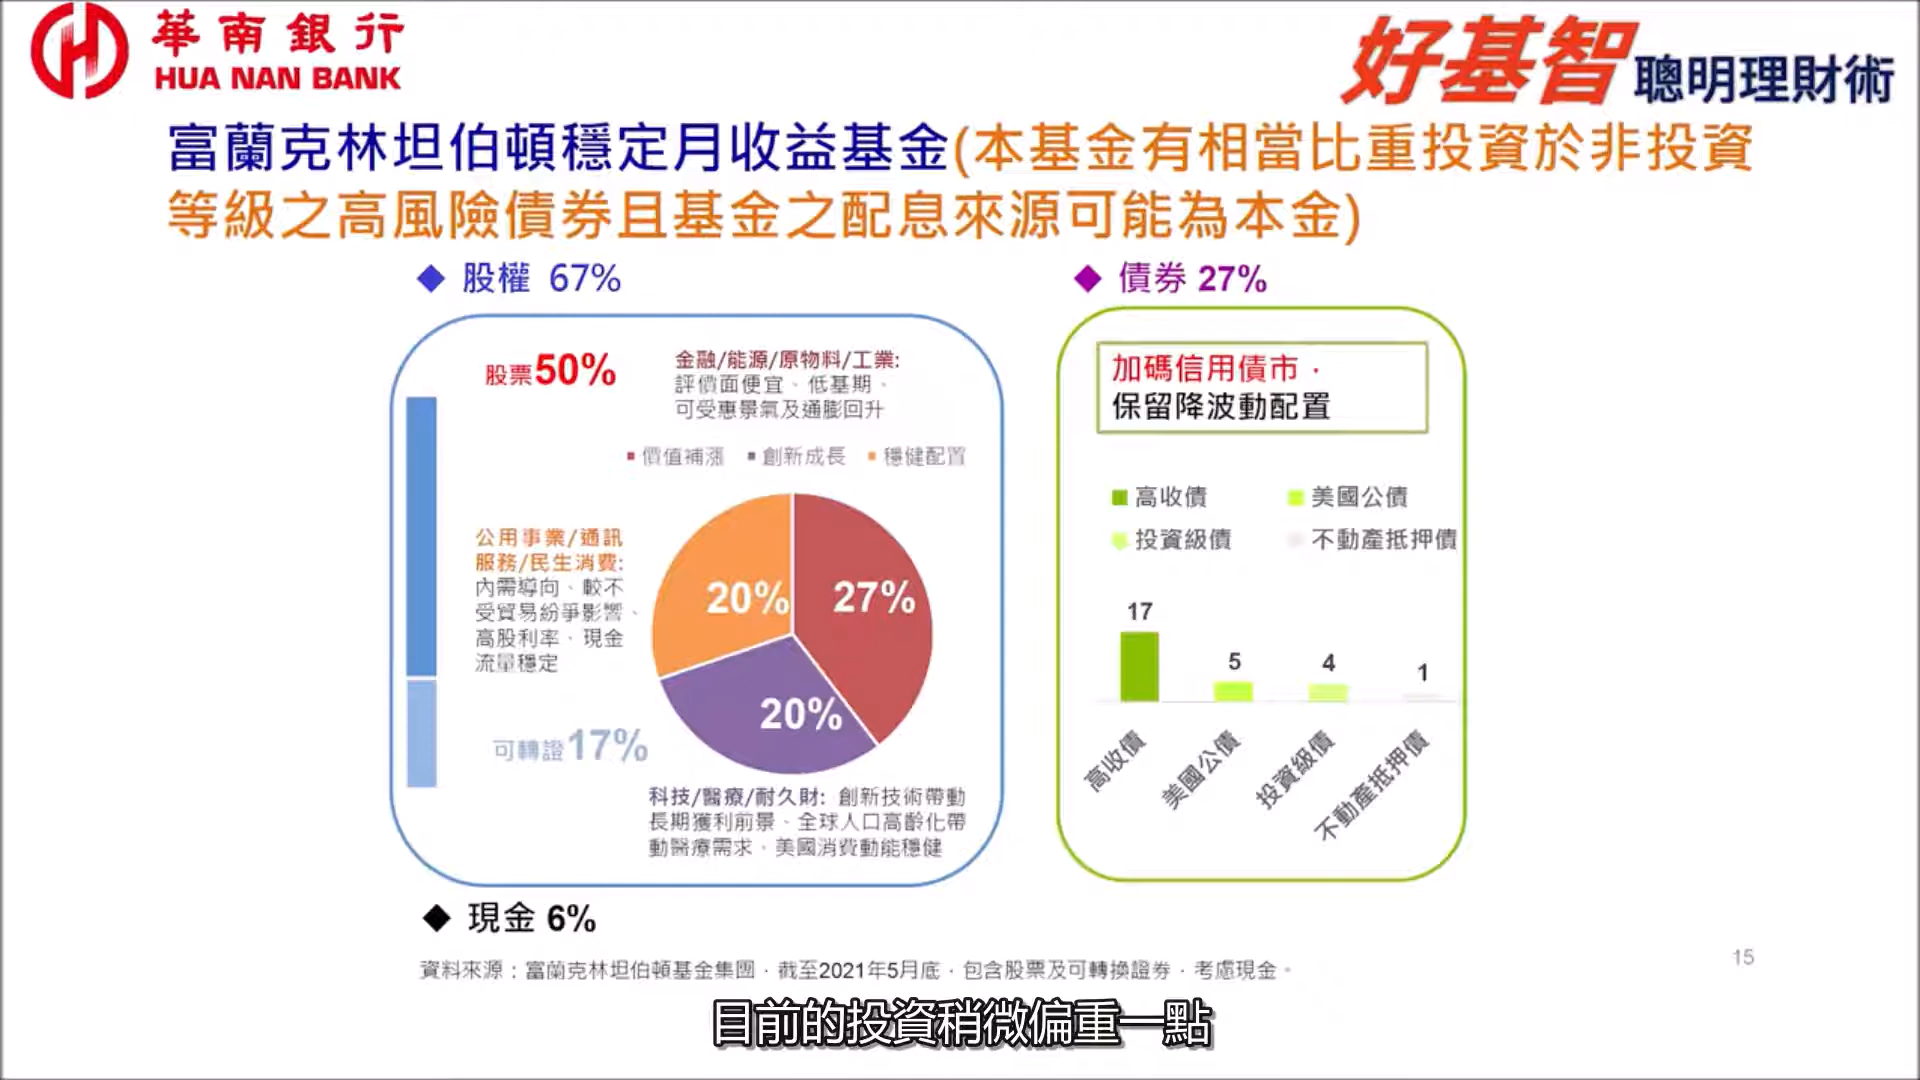 華南銀行
HUA NAN BANK
好基智 聰明理財術
富蘭克林坦伯頓穩定月收益基金(本基金有相當比重投資於非投資
等級之高風險債券且基金之配息來源可能為本金)
◆ 股權 67%
股票50%
金融/能源/原物料/工業:
評價面便宜、低基期、
可受惠景氣及通膨回升
價值補漲 創新成長 穩健配置
公用事業/通訊
服務/民生消費:
內需導向、較不
受貿易紛爭影響、
高股利率、現金
流量穩定
20% 27%
20%
可轉證17%
科技/醫療/耐久財: 創新技術帶動
長期獲利前景、全球人口高齡化帶
動醫療需求、美國消費動能穩健
◆ 債券 27%
加碼信用債市，
保留降波動配置
高收債 美國公債
投資級債 不動產抵押債
17
5
4
1
高收債
美國公債
投資級債
不動產抵押債
◆ 現金 6%
資料來源：富蘭克林坦伯頓基金集團，截至2021年5月底，包含股票及可轉換證券，考慮現金。
15
目前的投資稍微偏重一點